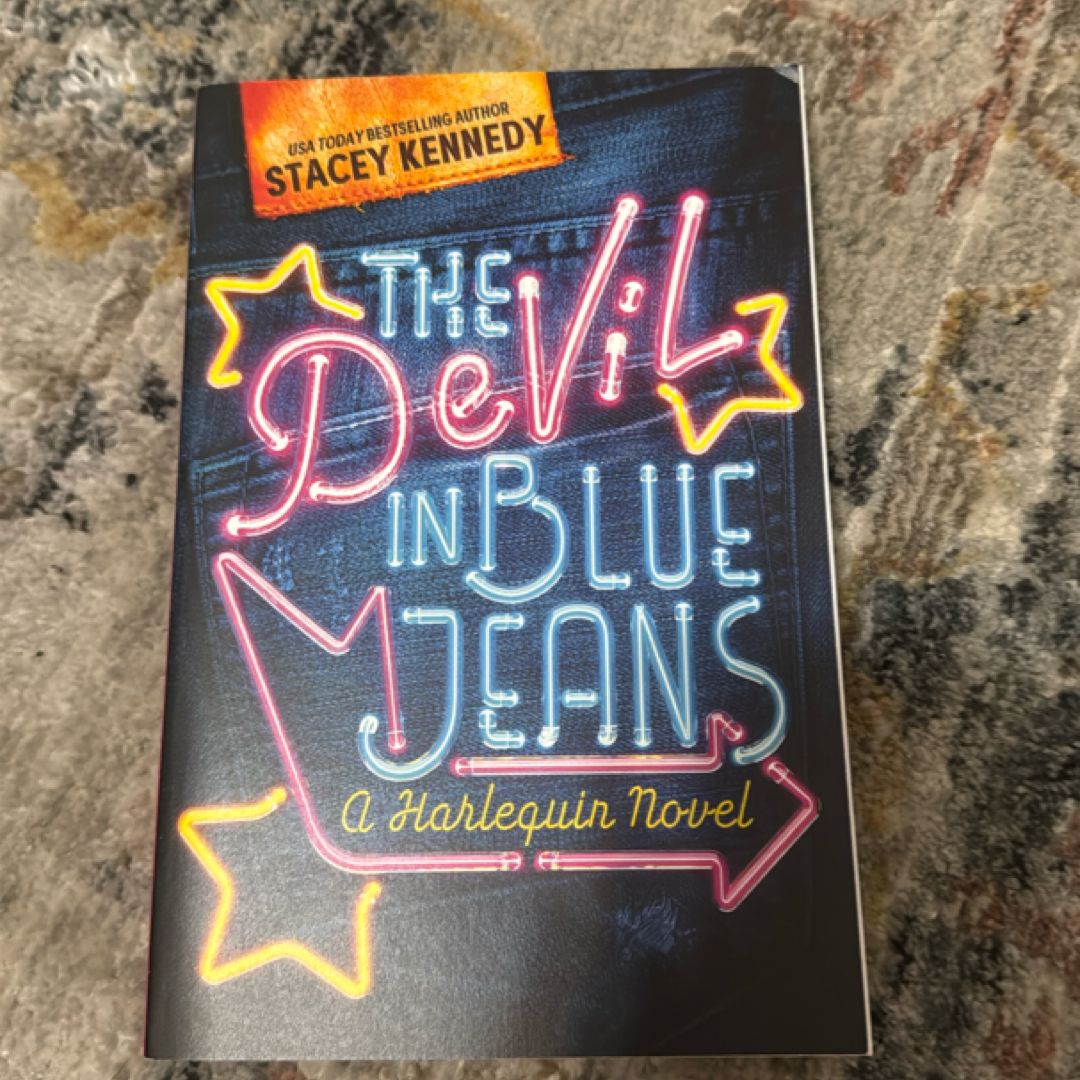 USA TODAY BESTSELLING AUTHOR
STACEY KENNEDY
THE
DeViL
IN BLUE
JEANS
A Harlequin Novel